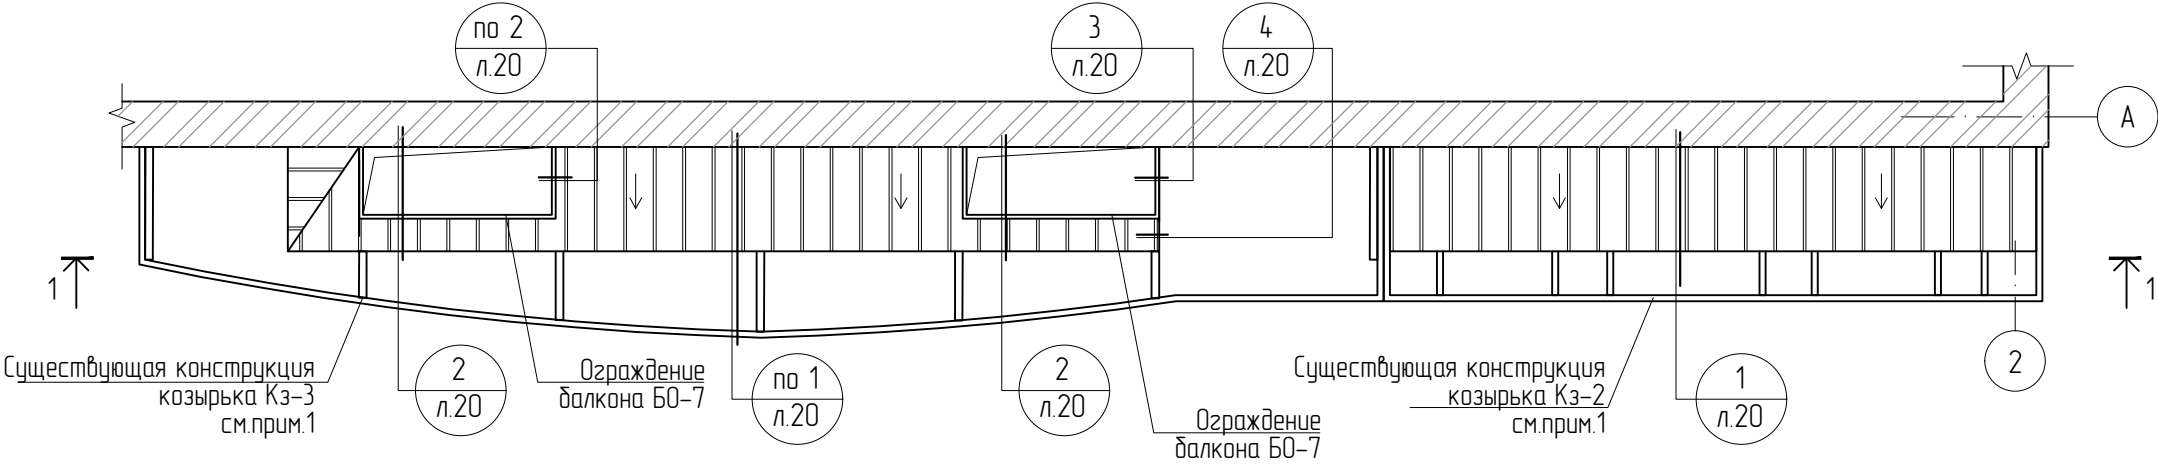 по 2
л.20
3
л.20
4
л.20
А
1
1
Существующая конструкция
козырька Кз-3
см.прим.1
2
л.20
Ограждение
балкона БО-7
по 1
л.20
2
л.20
Ограждение
балкона БО-7
Существующая конструкция
козырька Кз-2
см.прим.1
1
л.20
2